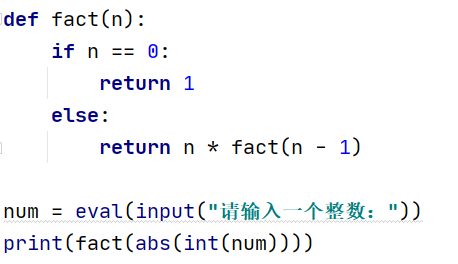 def fact(n):
    if n == 0:
        return 1
    else:
        return n * fact(n - 1)
num = eval(input("请输入一个整数："))
print(fact(abs(int(num))))